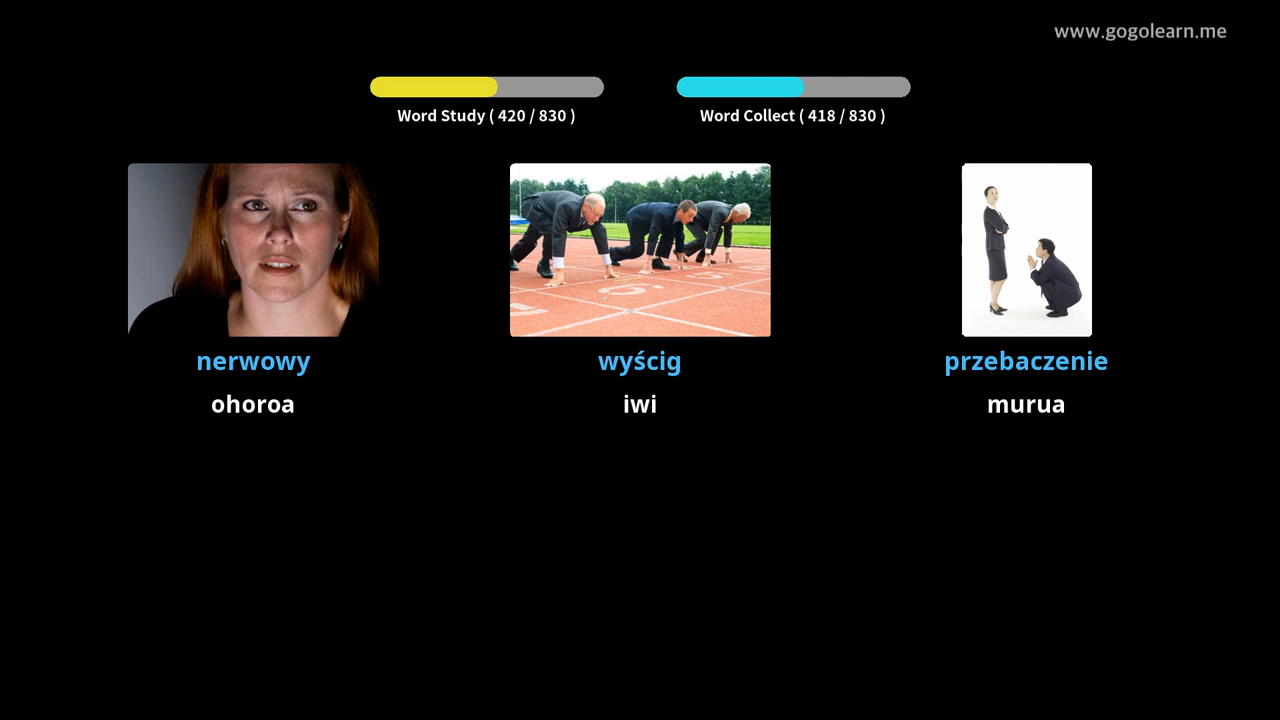 www.gogolearn.me
Word Study ( 420 / 830 )
Word Collect ( 418 / 830 )
nerwowy
wyścig
przebaczenie
ohoroa
iwi
murua